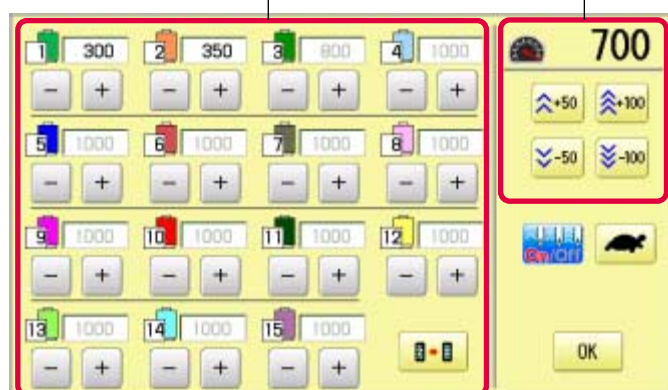 1 300 2 350 3 800 4 1000
- + - + - + - +
5 1000 6 1000 7 1000 8 1000
- + - + - + - +
9 1000 10 1000 11 1000 12 1000
- + - + - + - +
13 1000 14 1000 15 1000
- + - + - +
700
+50 +100
-50 -100
On/Off
OK